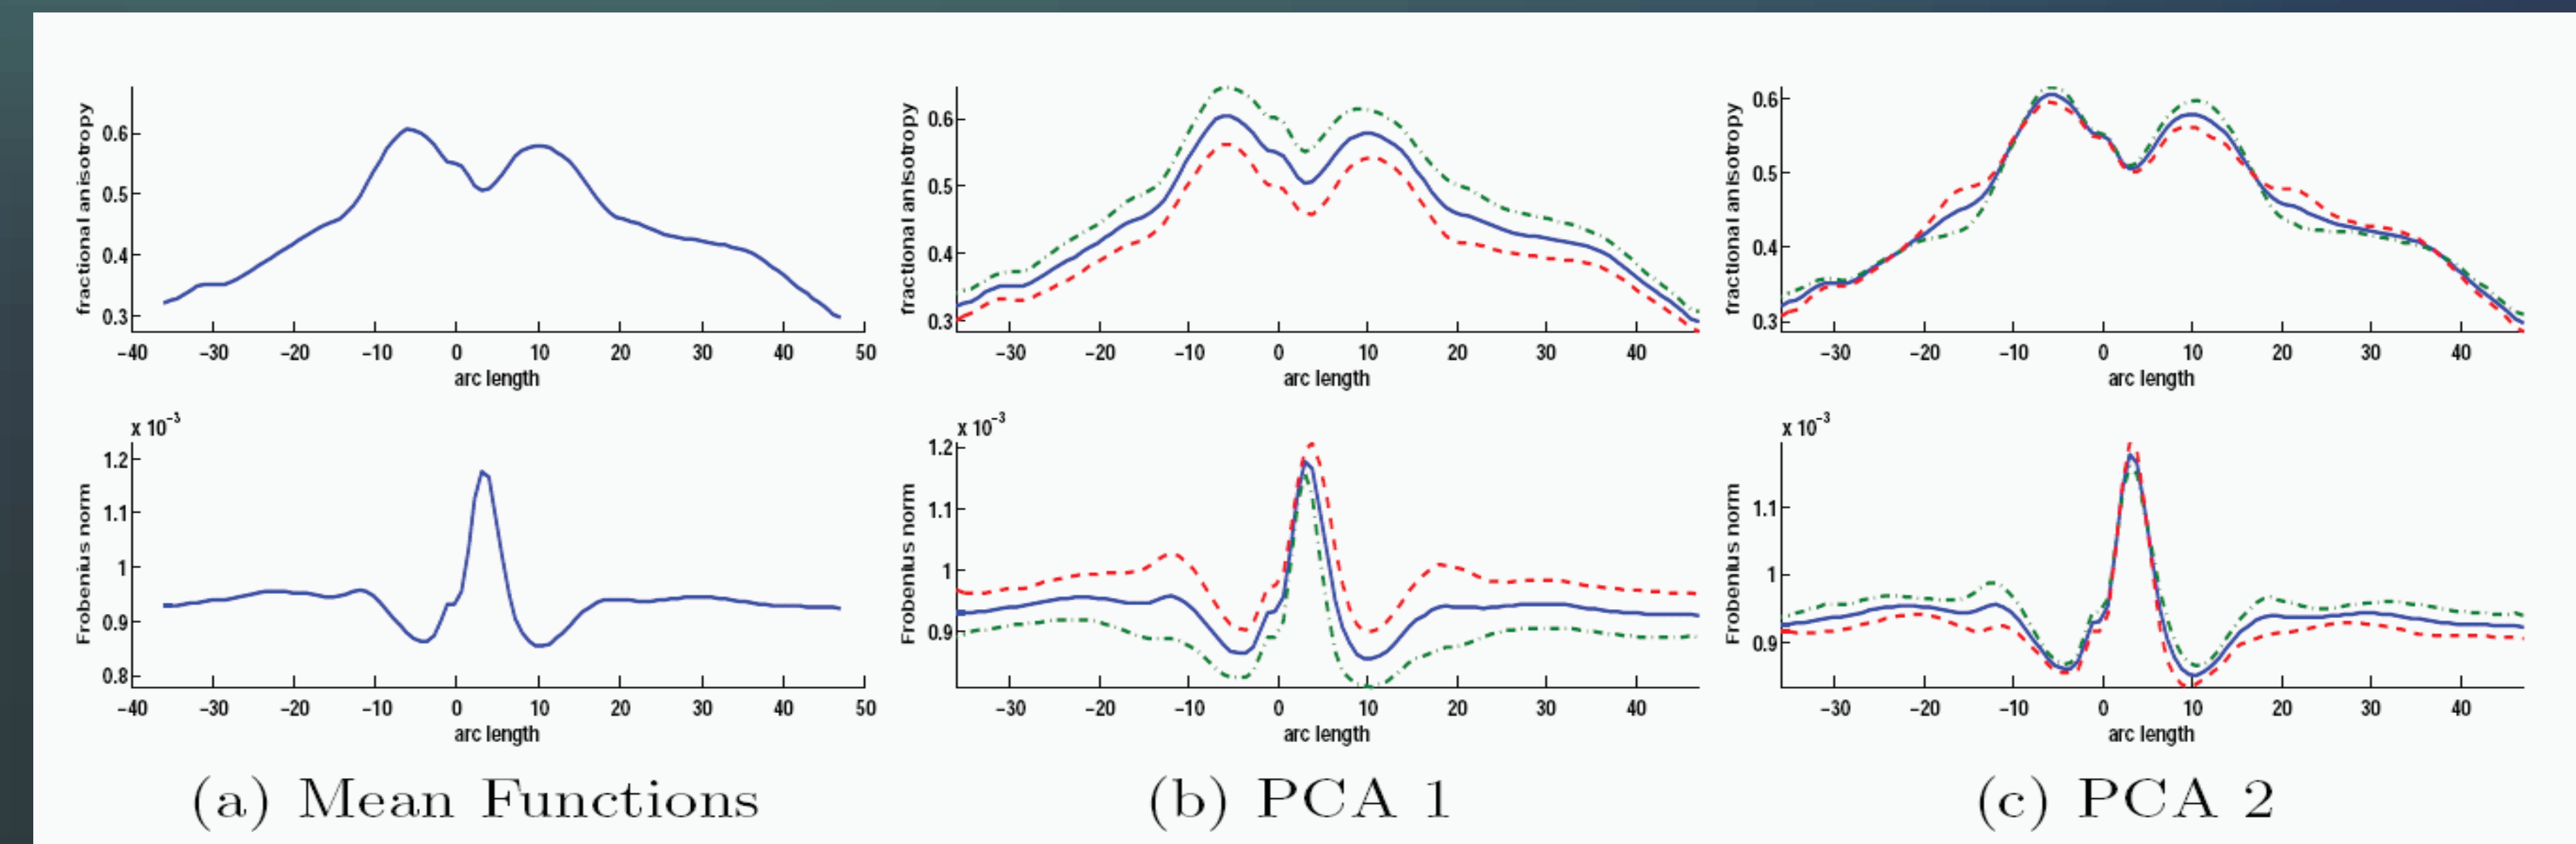 fractional anisotropy
0.6
0.5
0.4
0.3
−40 −30 −20 −10 0 10 20 30 40 50
arc length
fractional anisotropy
0.6
0.5
0.4
0.3
−30 −20 −10 0 10 20 30 40
arc length
fractional anisotropy
0.6
0.5
0.4
0.3
−30 −20 −10 0 10 20 30 40
arc length
x 10⁻³
Frobenius norm
1.2
1.1
1
0.9
0.8
−40 −30 −20 −10 0 10 20 30 40 50
arc length
x 10⁻³
Frobenius norm
1.2
1.1
1
0.9
−30 −20 −10 0 10 20 30 40
arc length
x 10⁻³
Frobenius norm
1.1
1
0.9
−30 −20 −10 0 10 20 30 40
arc length
(a) Mean Functions
(b) PCA 1
(c) PCA 2